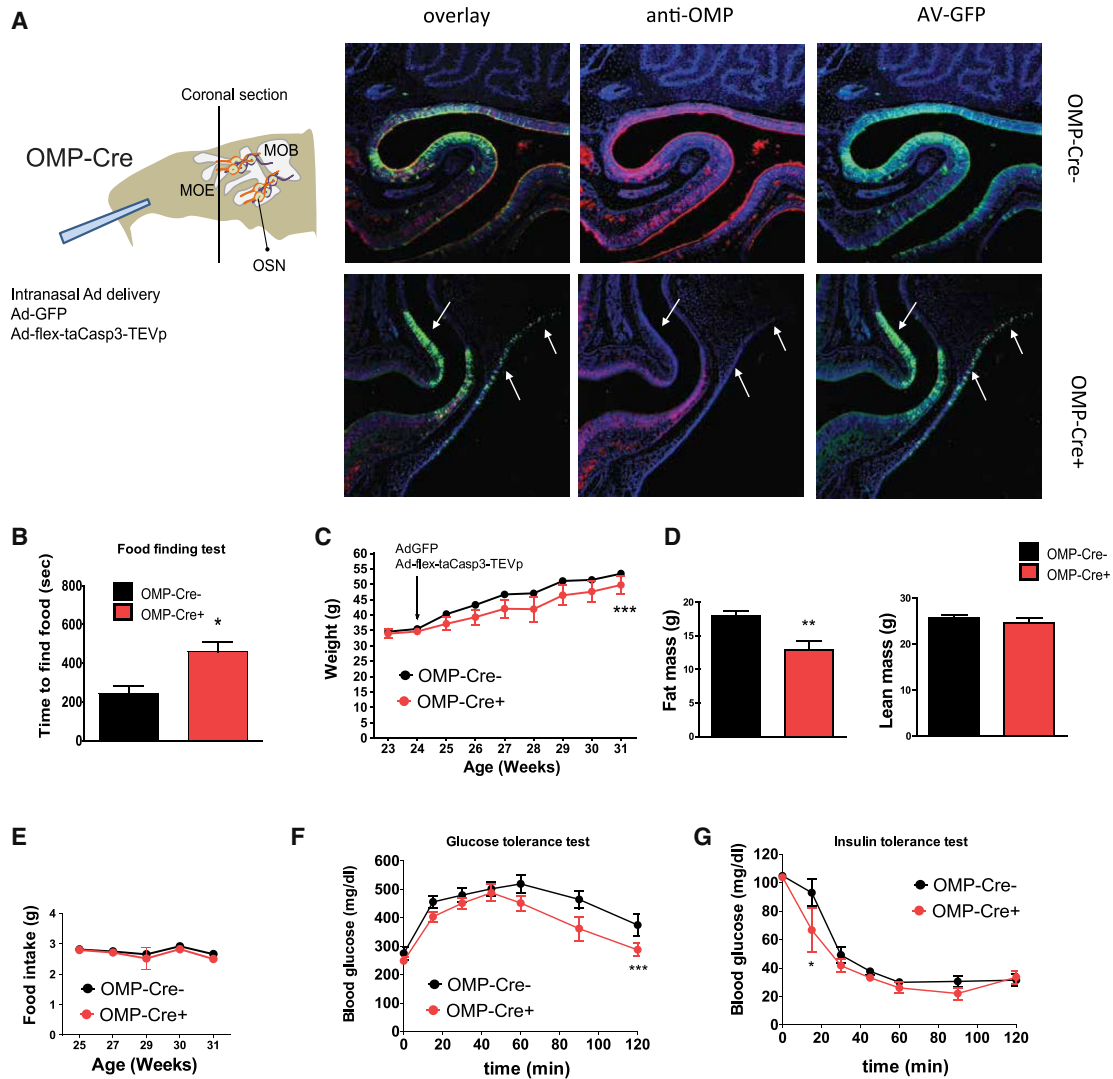 A
overlay
anti-OMP
AV-GFP
Coronal section
OMP-Cre
MOB
MOE
OSN
Intranasal Ad delivery
Ad-GFP
Ad-flex-taCasp3-TEVp
OMP-Cre-
OMP-Cre+
B
Food finding test
Time to find food (sec)
800
600
400
200
0
OMP-Cre-
OMP-Cre+
*
C
AdGFP
Ad-flex-taCasp3-TEVp
Weight (g)
60
55
50
45
40
35
30
25
20
15
10
5
0
***
OMP-Cre-
OMP-Cre+
23 24 25 26 27 28 29 30 31
Age (Weeks)
D
OMP-Cre-
OMP-Cre+
Fat mass (g)
20
15
10
5
0
**
Lean mass (g)
30
20
10
0
E
Food intake (g)
4
3
2
1
0
OMP-Cre-
OMP-Cre+
25 27 29 30 31
Age (Weeks)
F
Glucose tolerance test
Blood glucose (mg/dl)
600
500
400
300
200
100
0
***
OMP-Cre-
OMP-Cre+
0 20 40 60 80 100 120
time (min)
G
Insulin tolerance test
Blood glucose (mg/dl)
120
100
80
60
40
20
0
OMP-Cre-
OMP-Cre+
*
0 20 40 60 80 100 120
time (min)